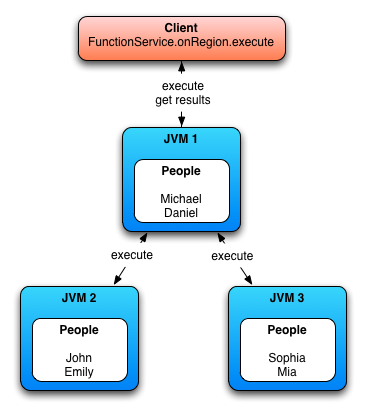 Client
FunctionService.onRegion.execute
execute
get results
JVM 1
People
Michael
Daniel
execute
execute
JVM 2
People
John
Emily
JVM 3
People
Sophia
Mia